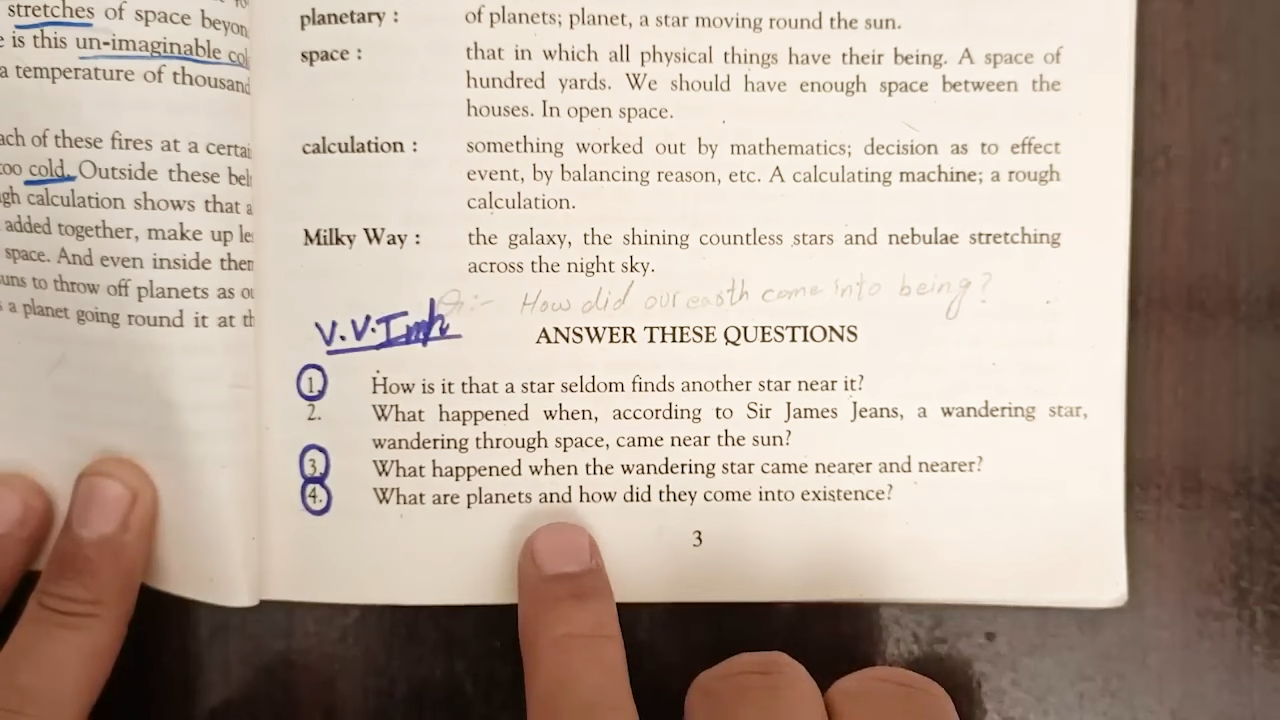 stretches of space beyon
e is this un-imaginable col
a temperature of thousand
ach of these fires at a certai
too cold. Outside these bel
gh calculation shows that a
added together, make up le
space. And even inside then
uns to throw off planets as ou
s a planet going round it at th
planetary : of planets; planet, a star moving round the sun.
space : that in which all physical things have their being. A space of
hundred yards. We should have enough space between the
houses. In open space.
calculation : something worked out by mathematics; decision as to effect
event, by balancing reason, etc. A calculating machine; a rough
calculation.
Milky Way : the galaxy, the shining countless stars and nebulae stretching
across the night sky.
How did our earth come into being?
V.V.Imp
ANSWER THESE QUESTIONS
1. How is it that a star seldom finds another star near it?
2. What happened when, according to Sir James Jeans, a wandering star,
wandering through space, came near the sun?
3. What happened when the wandering star came nearer and nearer?
4. What are planets and how did they come into existence?
3